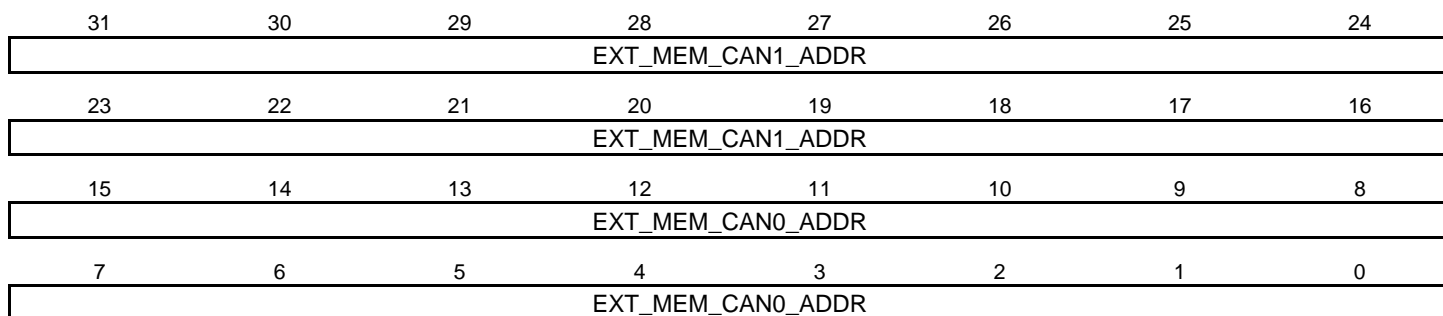 31 30 29 28 27 26 25 24
EXT_MEM_CAN1_ADDR
23 22 21 20 19 18 17 16
EXT_MEM_CAN1_ADDR
15 14 13 12 11 10 9 8
EXT_MEM_CAN0_ADDR
7 6 5 4 3 2 1 0
EXT_MEM_CAN0_ADDR